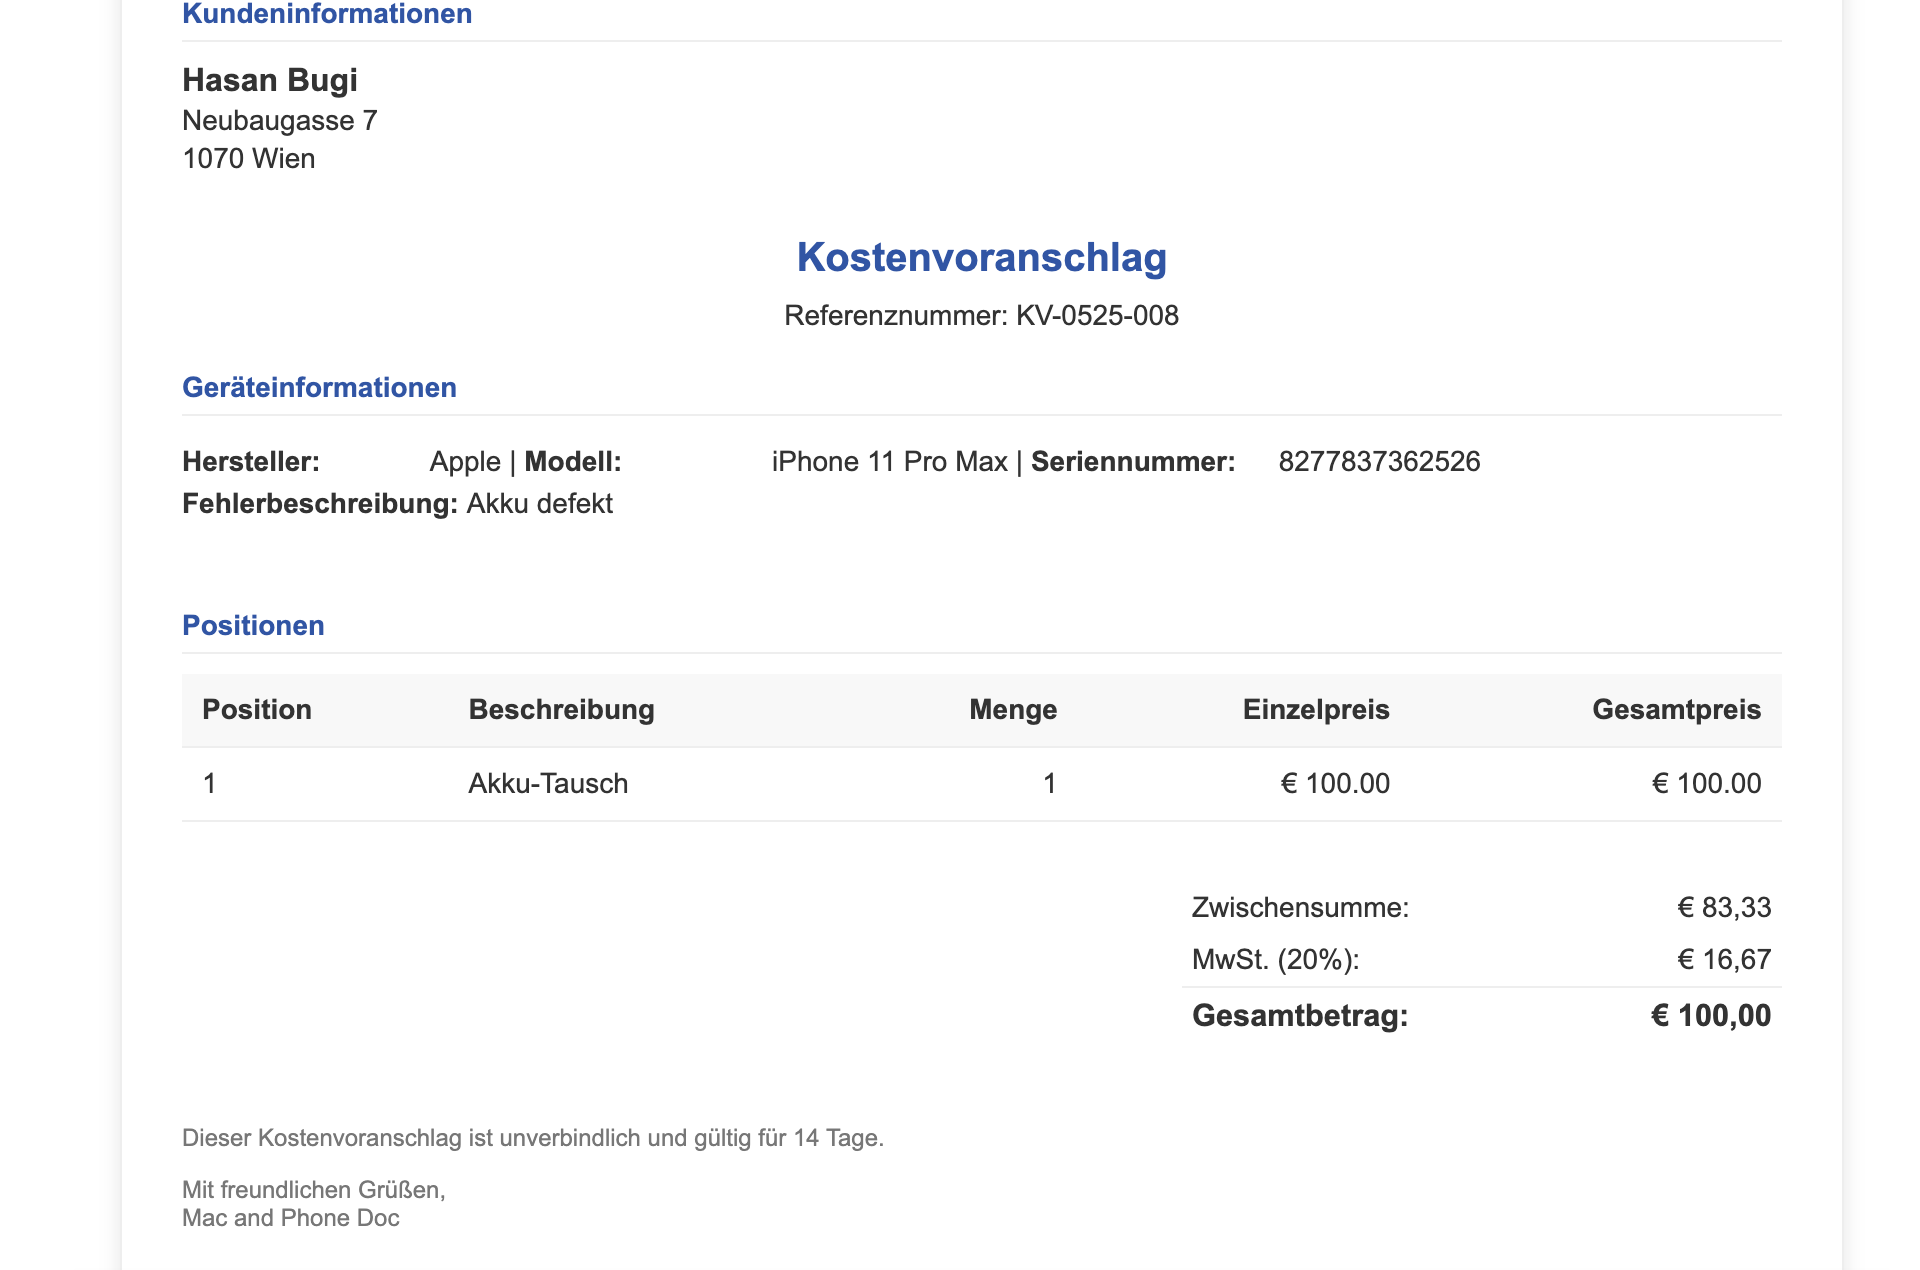 Kundeninformationen
Hasan Bugi
Neubaugasse 7
1070 Wien
Kostenvoranschlag
Referenznummer: KV-0525-008
Geräteinformationen
Hersteller: Apple | Modell: iPhone 11 Pro Max | Seriennummer: 8277837362526
Fehlerbeschreibung: Akku defekt
Positionen
Position Beschreibung Menge Einzelpreis Gesamtpreis
1 Akku-Tausch 1 € 100.00 € 100.00
Zwischensumme: € 83,33
MwSt. (20%): € 16,67
Gesamtbetrag: € 100,00
Dieser Kostenvoranschlag ist unverbindlich und gültig für 14 Tage.
Mit freundlichen Grüßen,
Mac and Phone Doc